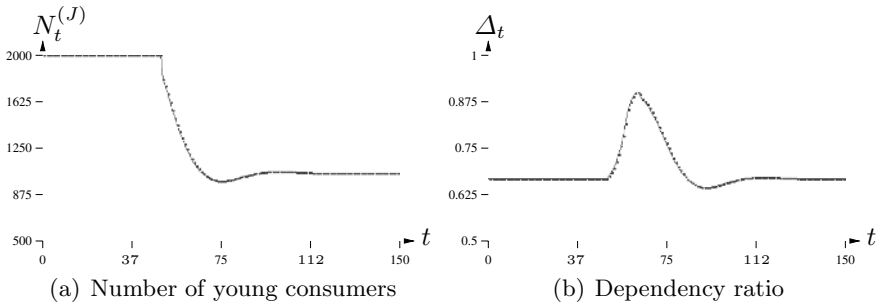 N_t^{(J)}
2000
1625
1250
875
500
0 37 75 112 150
t
(a) Number of young consumers
Δ_t
1
0.875
0.75
0.625
0.5
0 37 75 112 150
t
(b) Dependency ratio